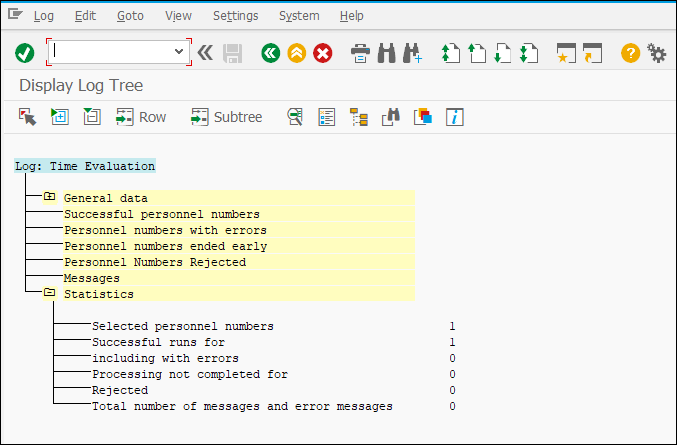 Log Edit Goto View Settings System Help
Display Log Tree
Row Subtree
Log: Time Evaluation
General data
Successful personnel numbers
Personnel numbers with errors
Personnel numbers ended early
Personnel Numbers Rejected
Messages
Statistics
Selected personnel numbers 1
Successful runs for 1
including with errors 0
Processing not completed for 0
Rejected 0
Total number of messages and error messages 0